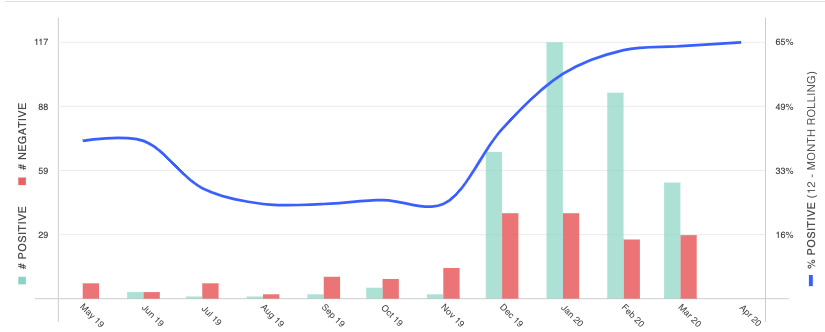 117
88
59
29
# POSITIVE # NEGATIVE
65%
49%
33%
16%
% POSITIVE (12 - MONTH ROLLING)
May 19
Jun 19
Jul 19
Aug 19
Sep 19
Oct 19
Nov 19
Dec 19
Jan 20
Feb 20
Mar 20
Apr 20